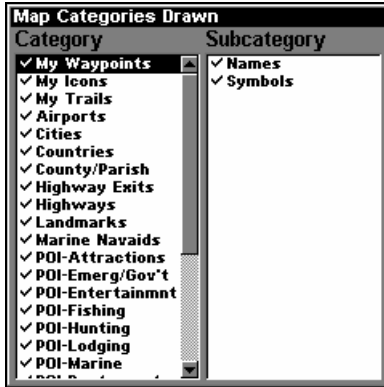 Map Categories Drawn
Category Subcategory
My Waypoints
My Icons
My Trails
Airports
Cities
Countries
County/Parish
Highway Exits
Highways
Landmarks
Marine Navaids
POI-Attractions
POI-Emerg/Gov't
POI-Entertainmnt
POI-Fishing
POI-Hunting
POI-Lodging
POI-Marine
Names
Symbols